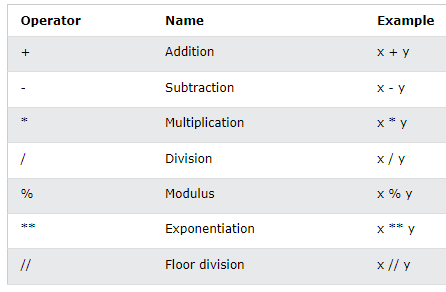 Operator Name Example
+ Addition x + y
- Subtraction x - y
* Multiplication x * y
/ Division x / y
% Modulus x % y
** Exponentiation x ** y
// Floor division x // y